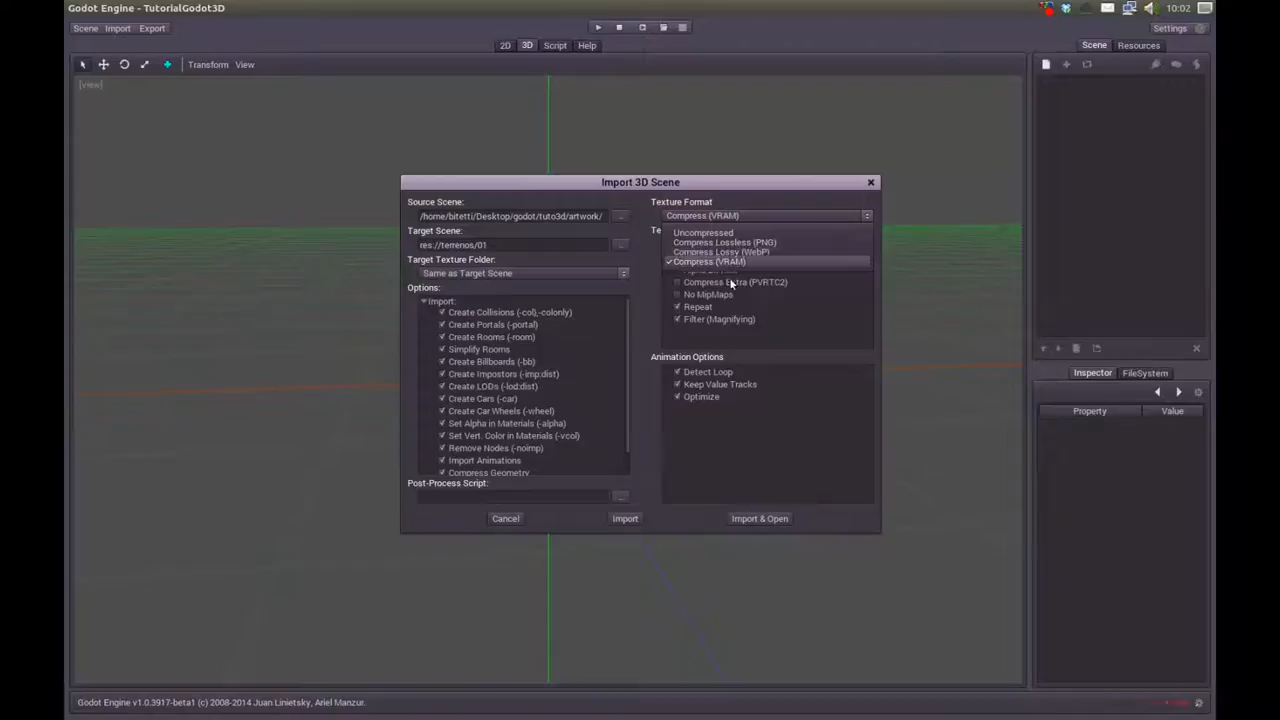 Godot Engine - TutorialGodot3D
10:02
Scene Import Export
Settings
2D 3D Script Help
Scene Resources
Transform View
[view]
Import 3D Scene
Source Scene:
/home/bitetti/Desktop/godot/tuto3d/artwork/
...
Target Scene:
res://terrenos/01
...
Target Texture Folder:
Same as Target Scene
Options:
Import:
Create Collisions (-col),-colonly)
Create Portals (-portal)
Create Rooms (-room)
Simplify Rooms
Create Billboards (-bb)
Create Impostors (-imp:dist)
Create LODs (-lod:dist)
Create Cars (-car)
Create Car Wheels (-wheel)
Set Alpha in Materials (-alpha)
Set Vert. Color in Materials (-vcol)
Remove Nodes (-noimp)
Import Animations
Compress Geometry
Post-Process Script:
...
Texture Format
Compress (VRAM)
Te
Uncompressed
Compress Lossless (PNG)
Compress Lossy (WebP)
Compress (VRAM)
Compress Extra (PVRTC2)
No MipMaps
Repeat
Filter (Magnifying)
Animation Options
Detect Loop
Keep Value Tracks
Optimize
Cancel Import Import & Open
Inspector FileSystem
Property Value
Godot Engine v1.0.3917-beta1 (c) 2008-2014 Juan Linietsky, Ariel Manzur.